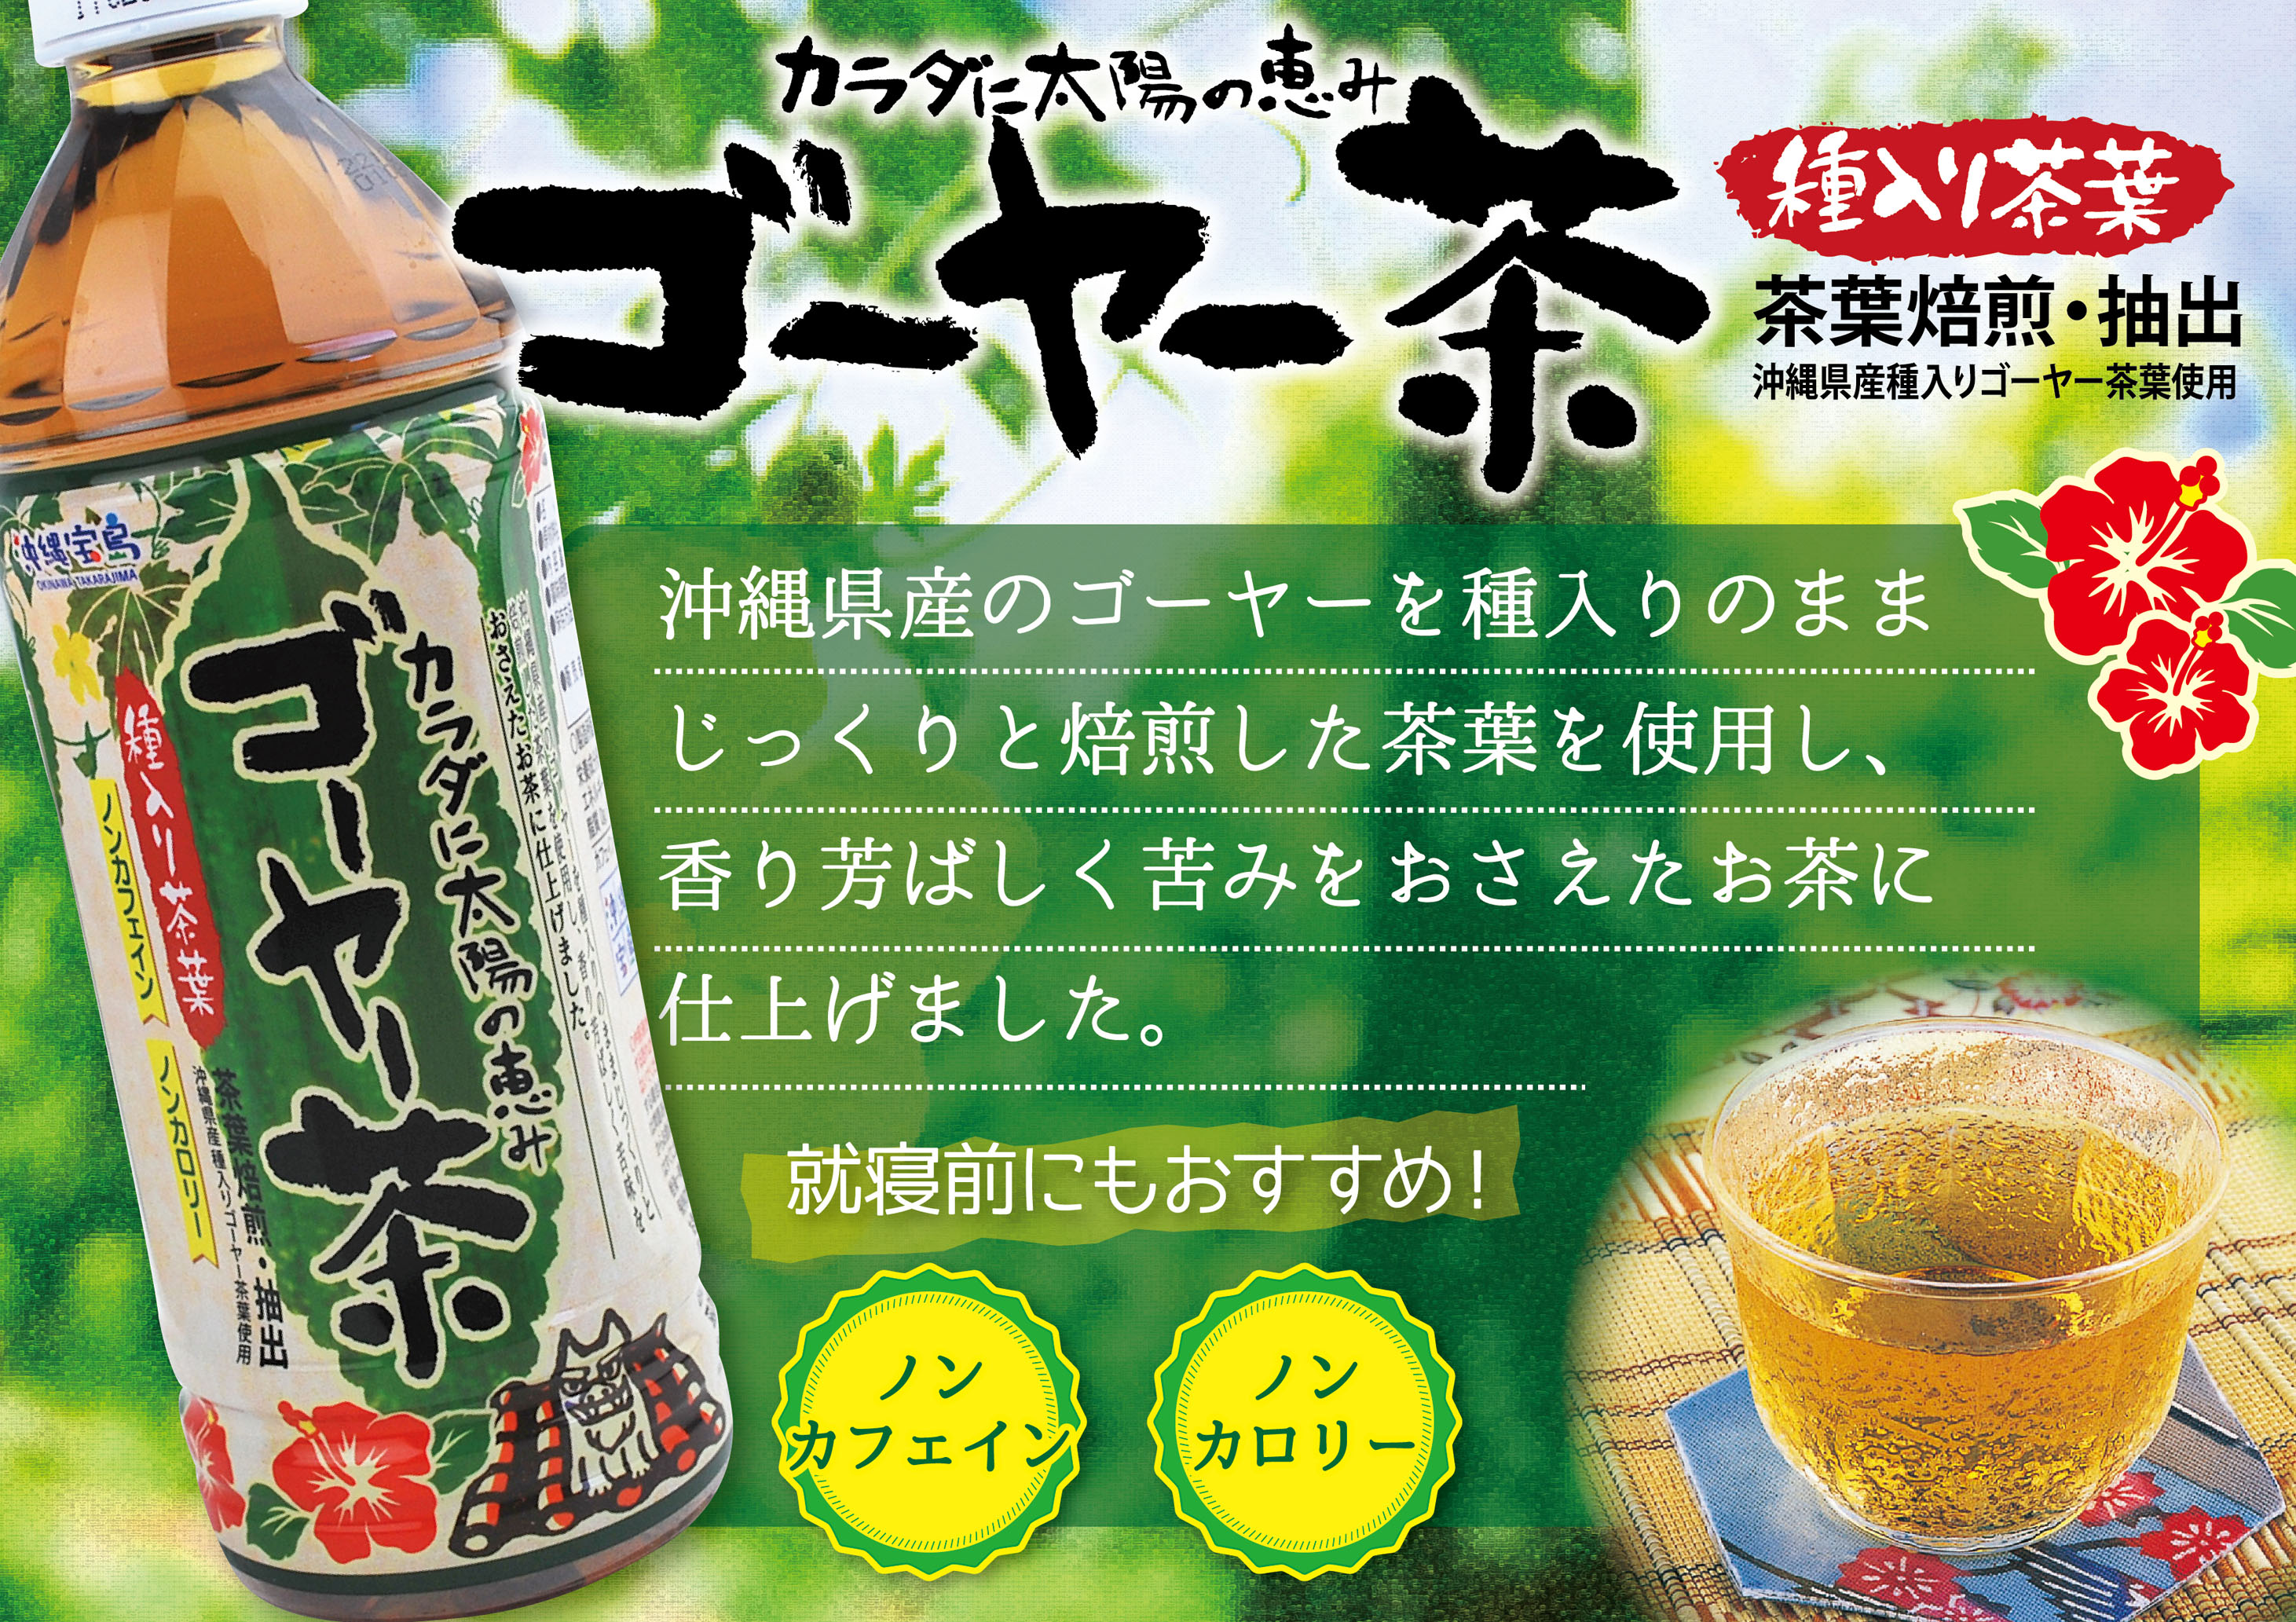 カラダに太陽の恵み
ゴーヤー茶
種入り茶葉
茶葉焙煎・抽出
沖縄県産種入りゴーヤー茶葉使用
沖縄県産のゴーヤーを種入りのまま
じっくりと焙煎した茶葉を使用し、
香り芳ばしく苦みをおさえたお茶に
仕上げました。
就寝前にもおすすめ!
ノン
カフェイン
ノン
カロリー
沖縄宝島
OKINAWA TAKARAJIMA
カラダに太陽の恵み
ゴーヤー茶
種入り茶葉
ノンカフェイン
ノンカロリー
茶葉焙煎・抽出
沖縄県産種入りゴーヤー茶葉使用
おさえたお茶に仕上げました。